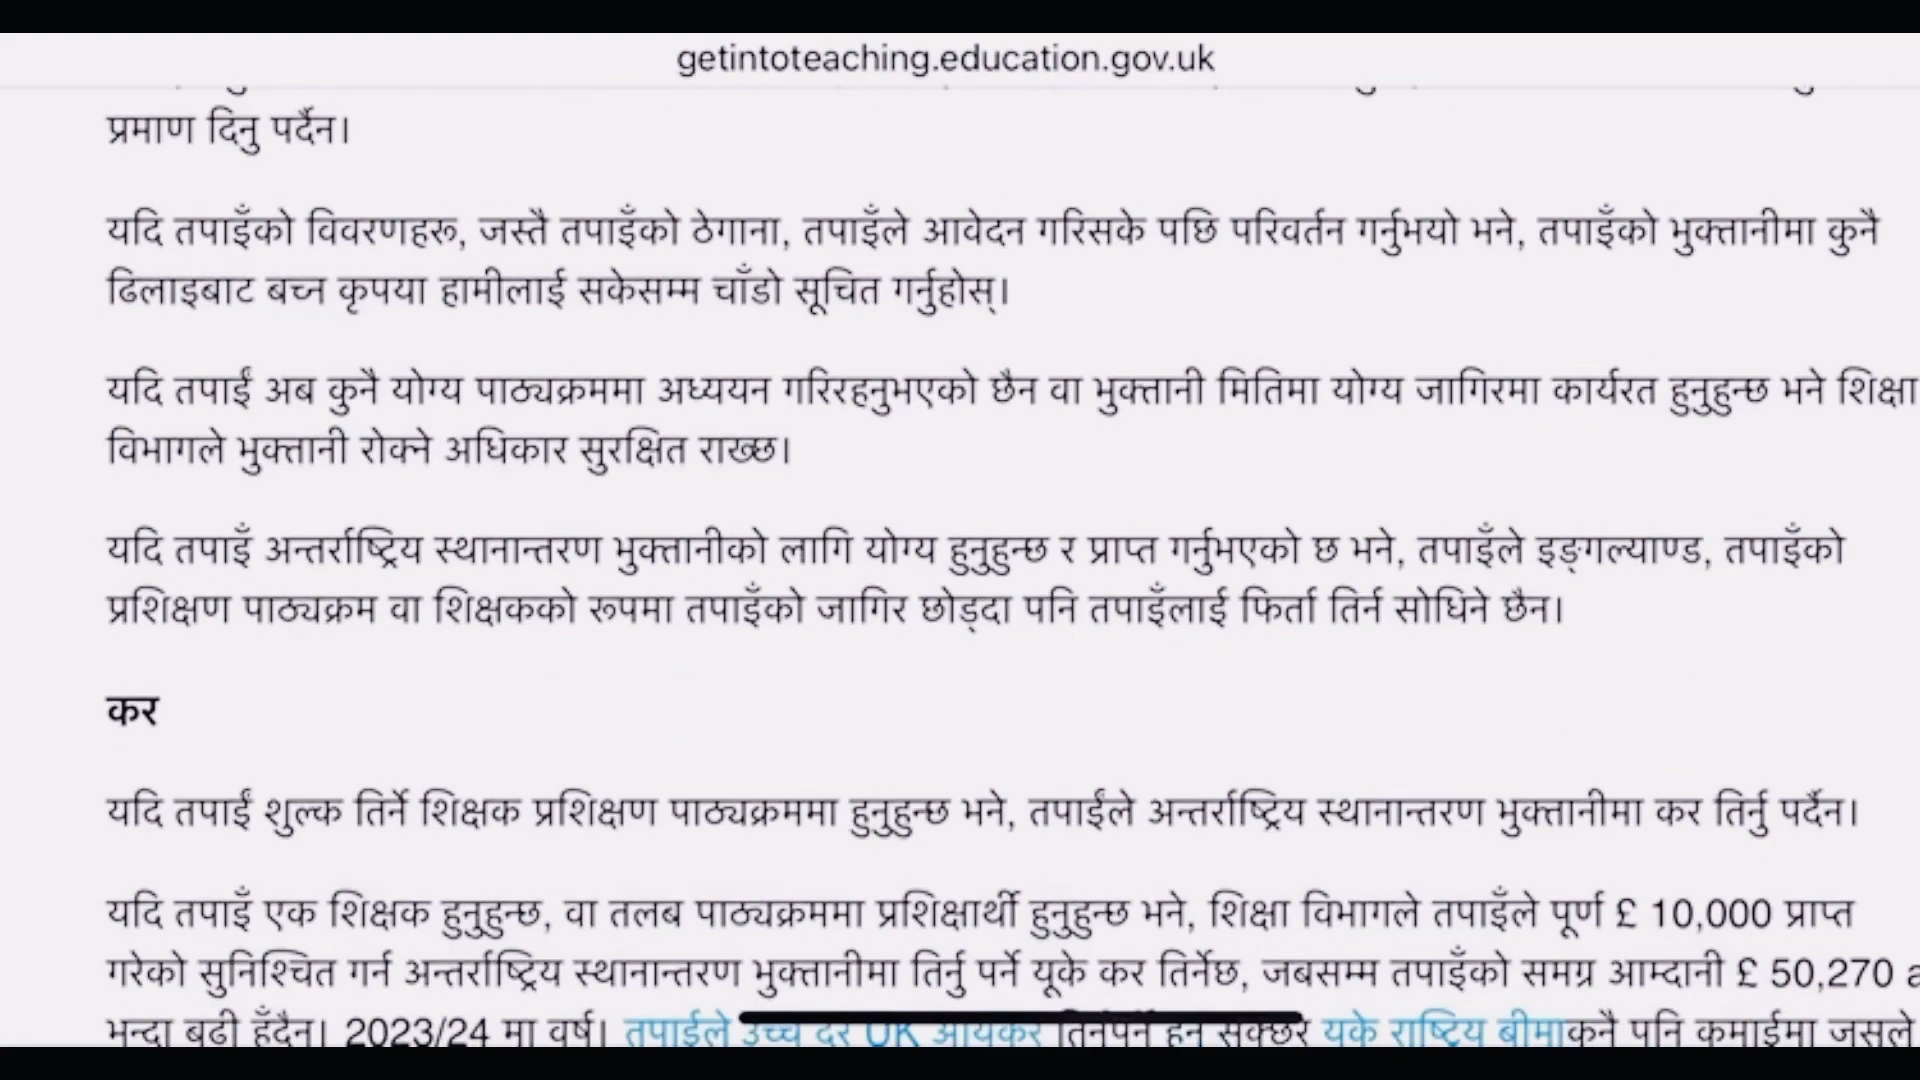 getintoteaching.education.gov.uk
प्रमाण दिनु पर्दैन।
यदि तपाइँको विवरणहरू, जस्तै तपाइँको ठेगाना, तपाइँले आवेदन गरिसके पछि परिवर्तन गर्नुभयो भने, तपाइँको भुक्तानीमा कुनै
ढिलाइबाट बच्न कृपया हामीलाई सकेसम्म चाँडो सूचित गर्नुहोस्।
यदि तपाईं अब कुनै योग्य पाठ्यक्रममा अध्ययन गरिरहनुभएको छैन वा भुक्तानी मितिमा योग्य जागिरमा कार्यरत हुनुहुन्छ भने शिक्षा
विभागले भुक्तानी रोक्ने अधिकार सुरक्षित राख्छ।
यदि तपाइँ अन्तर्राष्ट्रिय स्थानान्तरण भुक्तानीको लागि योग्य हुनुहुन्छ र प्राप्त गर्नुभएको छ भने, तपाइँले इङ्गल्याण्ड, तपाइँको
प्रशिक्षण पाठ्यक्रम वा शिक्षकको रूपमा तपाइँको जागिर छोड्दा पनि तपाइँलाई फिर्ता तिर्न सोधिने छैन।
कर
यदि तपाईं शुल्क तिर्ने शिक्षक प्रशिक्षण पाठ्यक्रममा हुनुहुन्छ भने, तपाईंले अन्तर्राष्ट्रिय स्थानान्तरण भुक्तानीमा कर तिर्नु पर्दैन।
यदि तपाइँ एक शिक्षक हुनुहुन्छ, वा तलब पाठ्यक्रममा प्रशिक्षार्थी हुनुहुन्छ भने, शिक्षा विभागले तपाइँले पूर्ण £ 10,000 प्राप्त
गरेको सुनिश्चित गर्न अन्तर्राष्ट्रिय स्थानान्तरण भुक्तानीमा तिर्नु पर्ने यूके कर तिर्नेछ, जबसम्म तपाइँको समग्र आम्दानी £ 50,270
भन्दा बढी हुँदैन। 2023/24 मा वर्ष। तपाईले उच्च दर UK आयकर यूके राष्ट्रिय बीमाकुनै पनि कमाईमा जसले